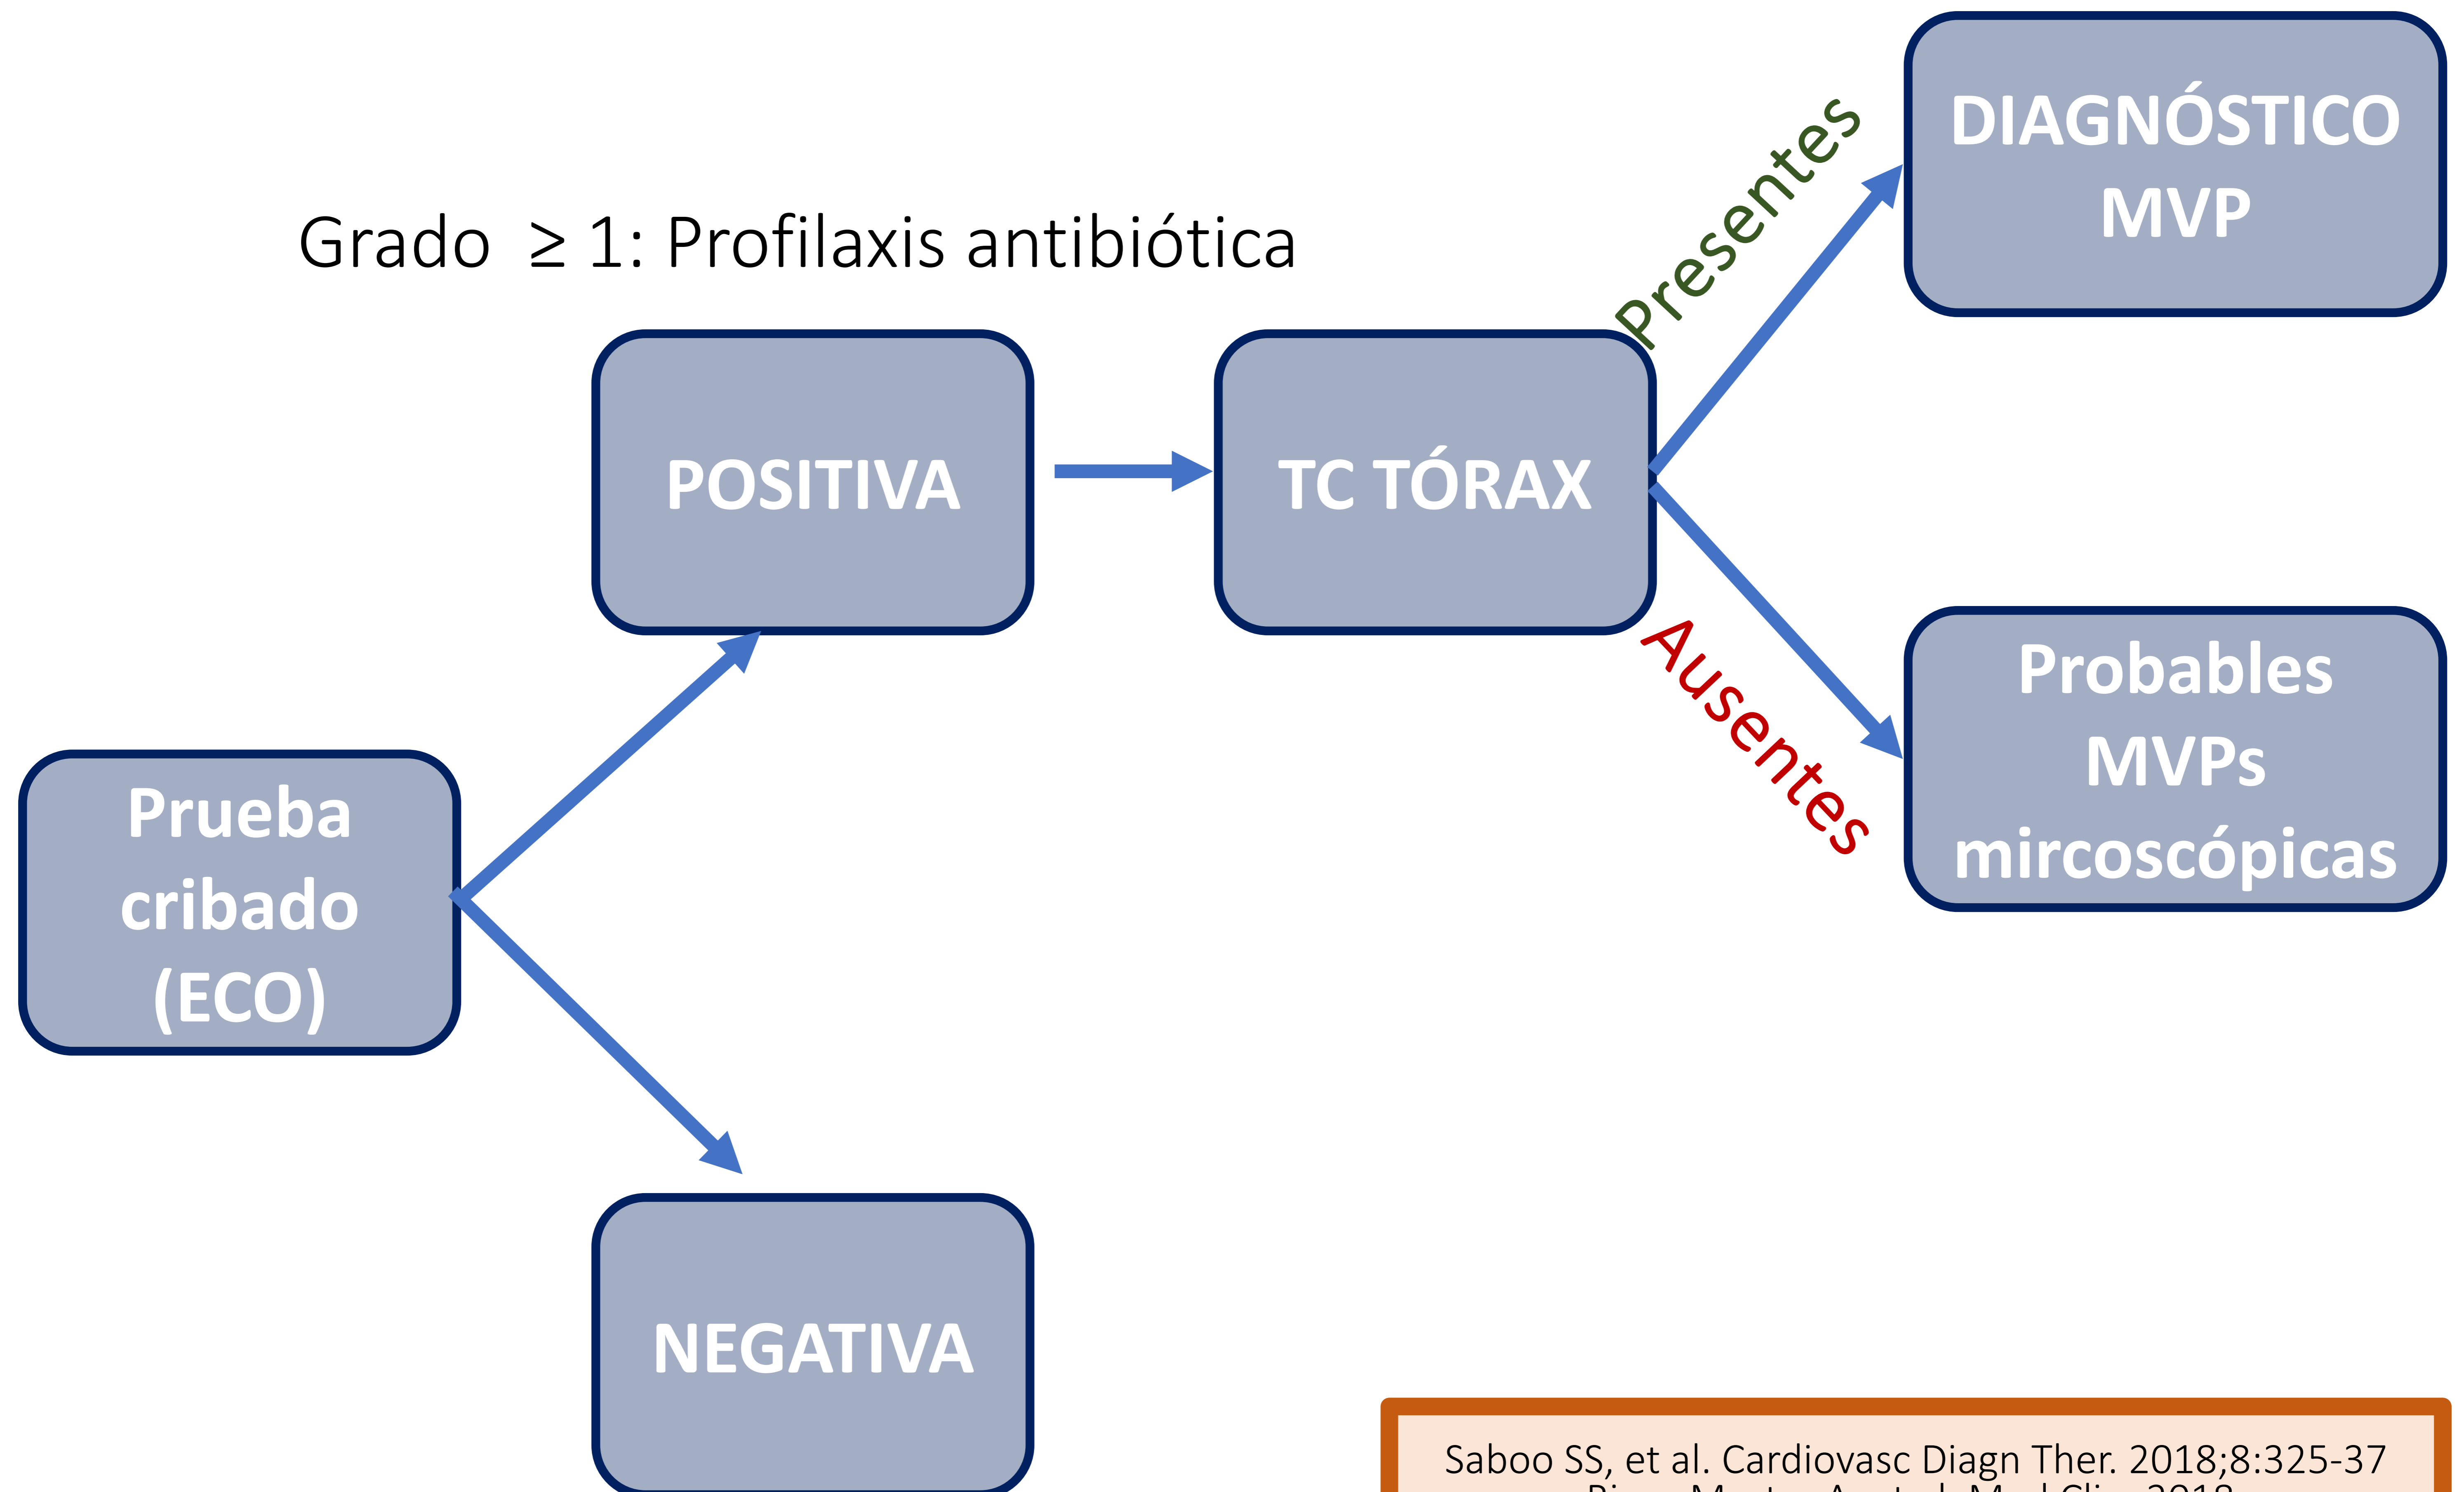 Grado ≥ 1: Profilaxis antibiótica
Presentes
DIAGNÓSTICO
MVP
POSITIVA
TC TÓRAX
Ausentes
Probables
MVPs
mircoscópicas
Prueba
cribado
(ECO)
NEGATIVA
Saboo SS, et al. Cardiovasc Diagn Ther. 2018;8:325-37